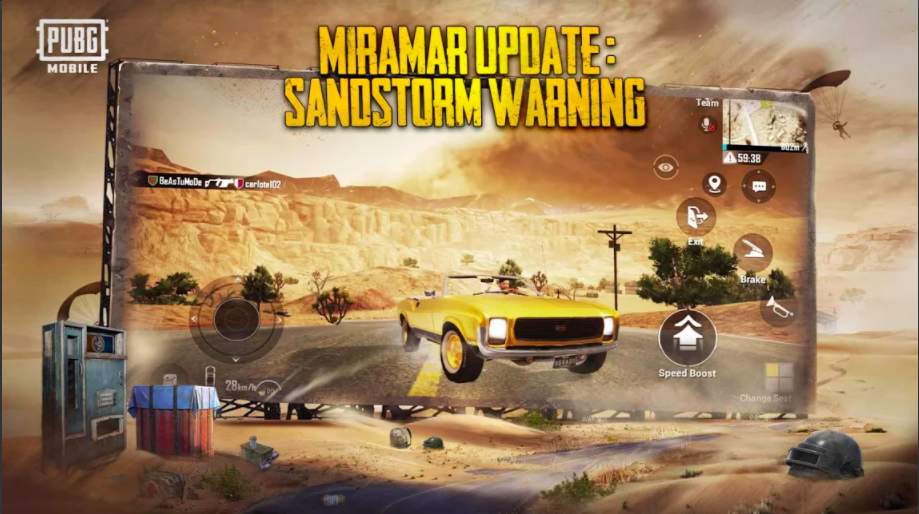 PUBG
MOBILE
MIRAMAR UPDATE :
SANDSTORM WARNING
Team
59:38
BeAsTuMoDe carlote102
Exit
Brake
Speed Boost
28km/h
Change Seat